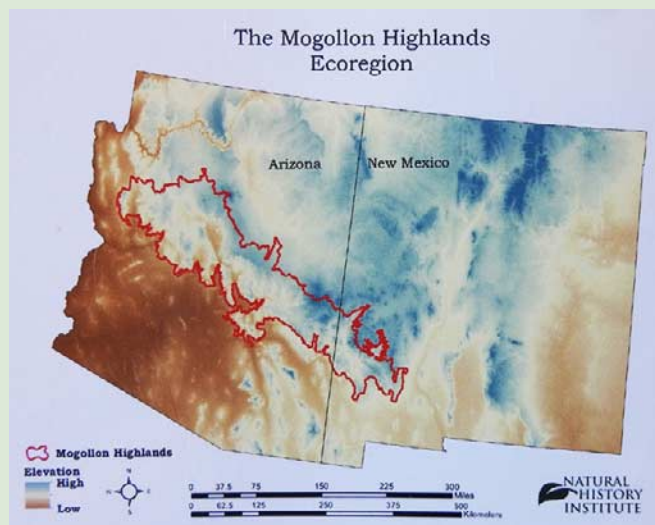 The Mogollon Highlands
Ecoregion
Arizona
New Mexico
Mogollon Highlands
Elevation
High
Low
N
E
S
0 37.5 75 150 225 300
Miles
0 62.5 125 250 375 500
Kilometers
NATURAL
HISTORY
INSTITUTE